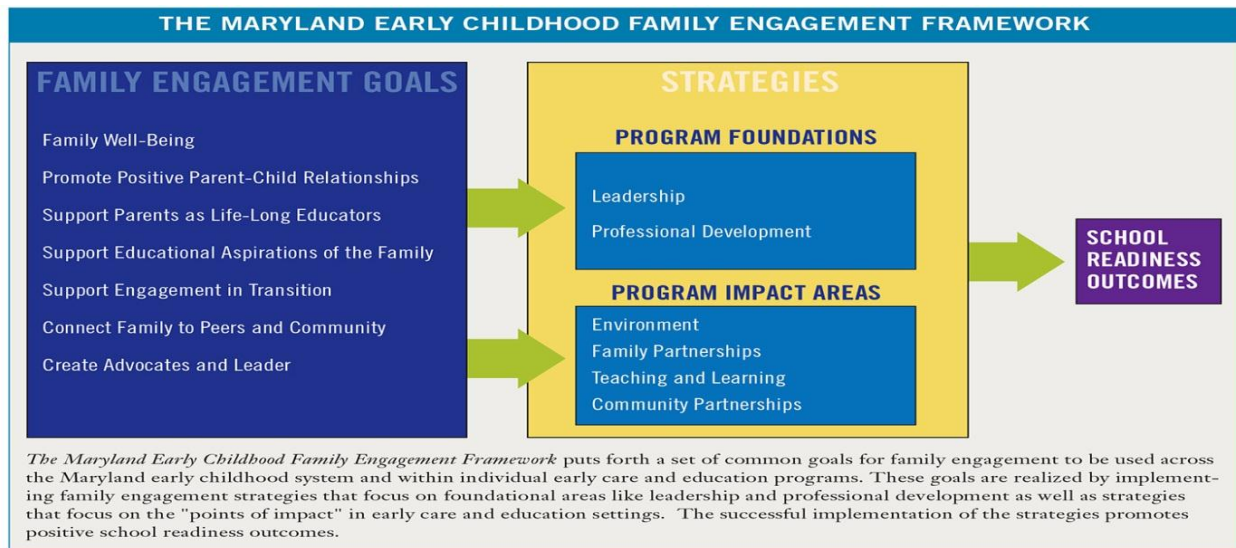 THE MARYLAND EARLY CHILDHOOD FAMILY ENGAGEMENT FRAMEWORK
FAMILY ENGAGEMENT GOALS
Family Well-Being
Promote Positive Parent-Child Relationships
Support Parents as Life-Long Educators
Support Educational Aspirations of the Family
Support Engagement in Transition
Connect Family to Peers and Community
Create Advocates and Leader
STRATEGIES
PROGRAM FOUNDATIONS
Leadership
Professional Development
PROGRAM IMPACT AREAS
Environment
Family Partnerships
Teaching and Learning
Community Partnerships
SCHOOL
READINESS
OUTCOMES
The Maryland Early Childhood Family Engagement Framework puts forth a set of common goals for family engagement to be used across
the Maryland early childhood system and within individual early care and education programs. These goals are realized by implement-
ing family engagement strategies that focus on foundational areas like leadership and professional development as well as strategies
that focus on the "points of impact" in early care and education settings. The successful implementation of the strategies promotes
positive school readiness outcomes.